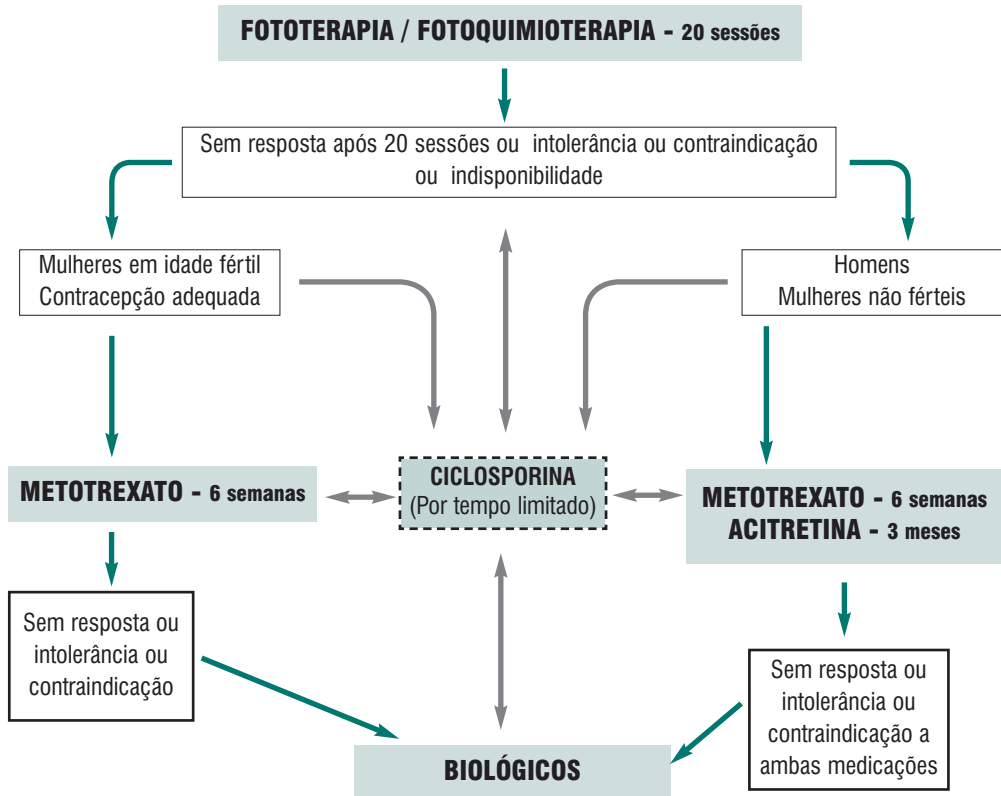 FOTOTERAPIA / FOTOQUIMIOTERAPIA - 20 sessões
Sem resposta após 20 sessões ou intolerância ou contraindicação
ou indisponibilidade
Mulheres em idade fértil
Contracepção adequada
Homens
Mulheres não férteis
METOTREXATO - 6 semanas
CICLOSPORINA
(Por tempo limitado)
METOTREXATO - 6 semanas
ACITRETINA - 3 meses
Sem resposta ou
intolerância ou
contraindicação
Sem resposta ou
intolerância ou
contraindicação a
ambas medicações
BIOLÓGICOS